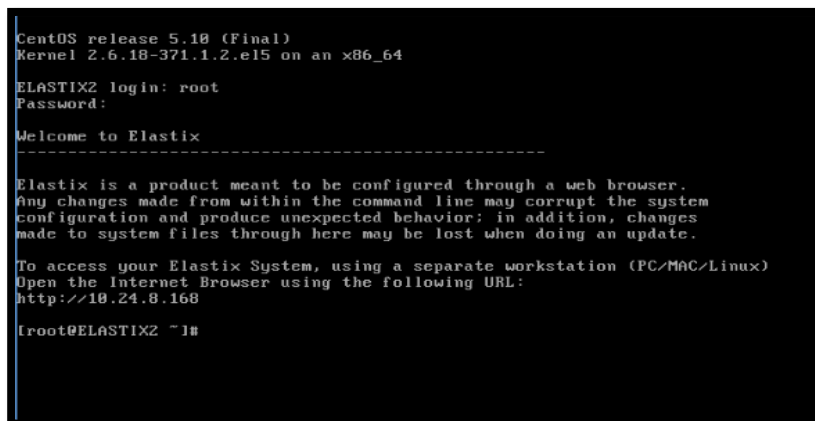 CentOS release 5.10 (Final)
Kernel 2.6.18-371.1.2.el5 on an x86_64
ELASTIX2 login: root
Password:
Welcome to Elastix
----------------------------------------------------
Elastix is a product meant to be configured through a web browser.
Any changes made from within the command line may corrupt the system
configuration and produce unexpected behavior; in addition, changes
made to system files through here may be lost when doing an update.
To access your Elastix System, using a separate workstation (PC/MAC/Linux)
Open the Internet Browser using the following URL:
http://10.24.8.168
[root@ELASTIX2 ~]#